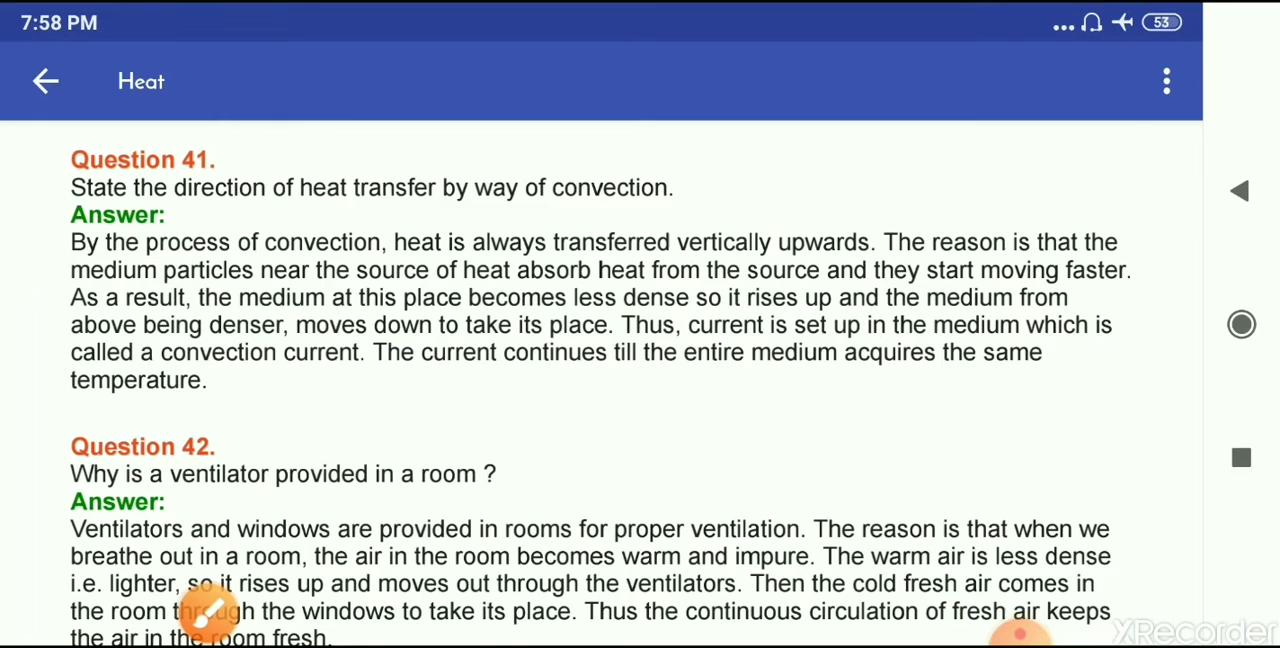 7:58 PM
53
Heat
Question 41.
State the direction of heat transfer by way of convection.
Answer:
By the process of convection, heat is always transferred vertically upwards. The reason is that the
medium particles near the source of heat absorb heat from the source and they start moving faster.
As a result, the medium at this place becomes less dense so it rises up and the medium from
above being denser, moves down to take its place. Thus, current is set up in the medium which is
called a convection current. The current continues till the entire medium acquires the same
temperature.
Question 42.
Why is a ventilator provided in a room ?
Answer:
Ventilators and windows are provided in rooms for proper ventilation. The reason is that when we
breathe out in a room, the air in the room becomes warm and impure. The warm air is less dense
i.e. lighter, so it rises up and moves out through the ventilators. Then the cold fresh air comes in
the room through the windows to take its place. Thus the continuous circulation of fresh air keeps
the air in the room fresh.
XRecorder